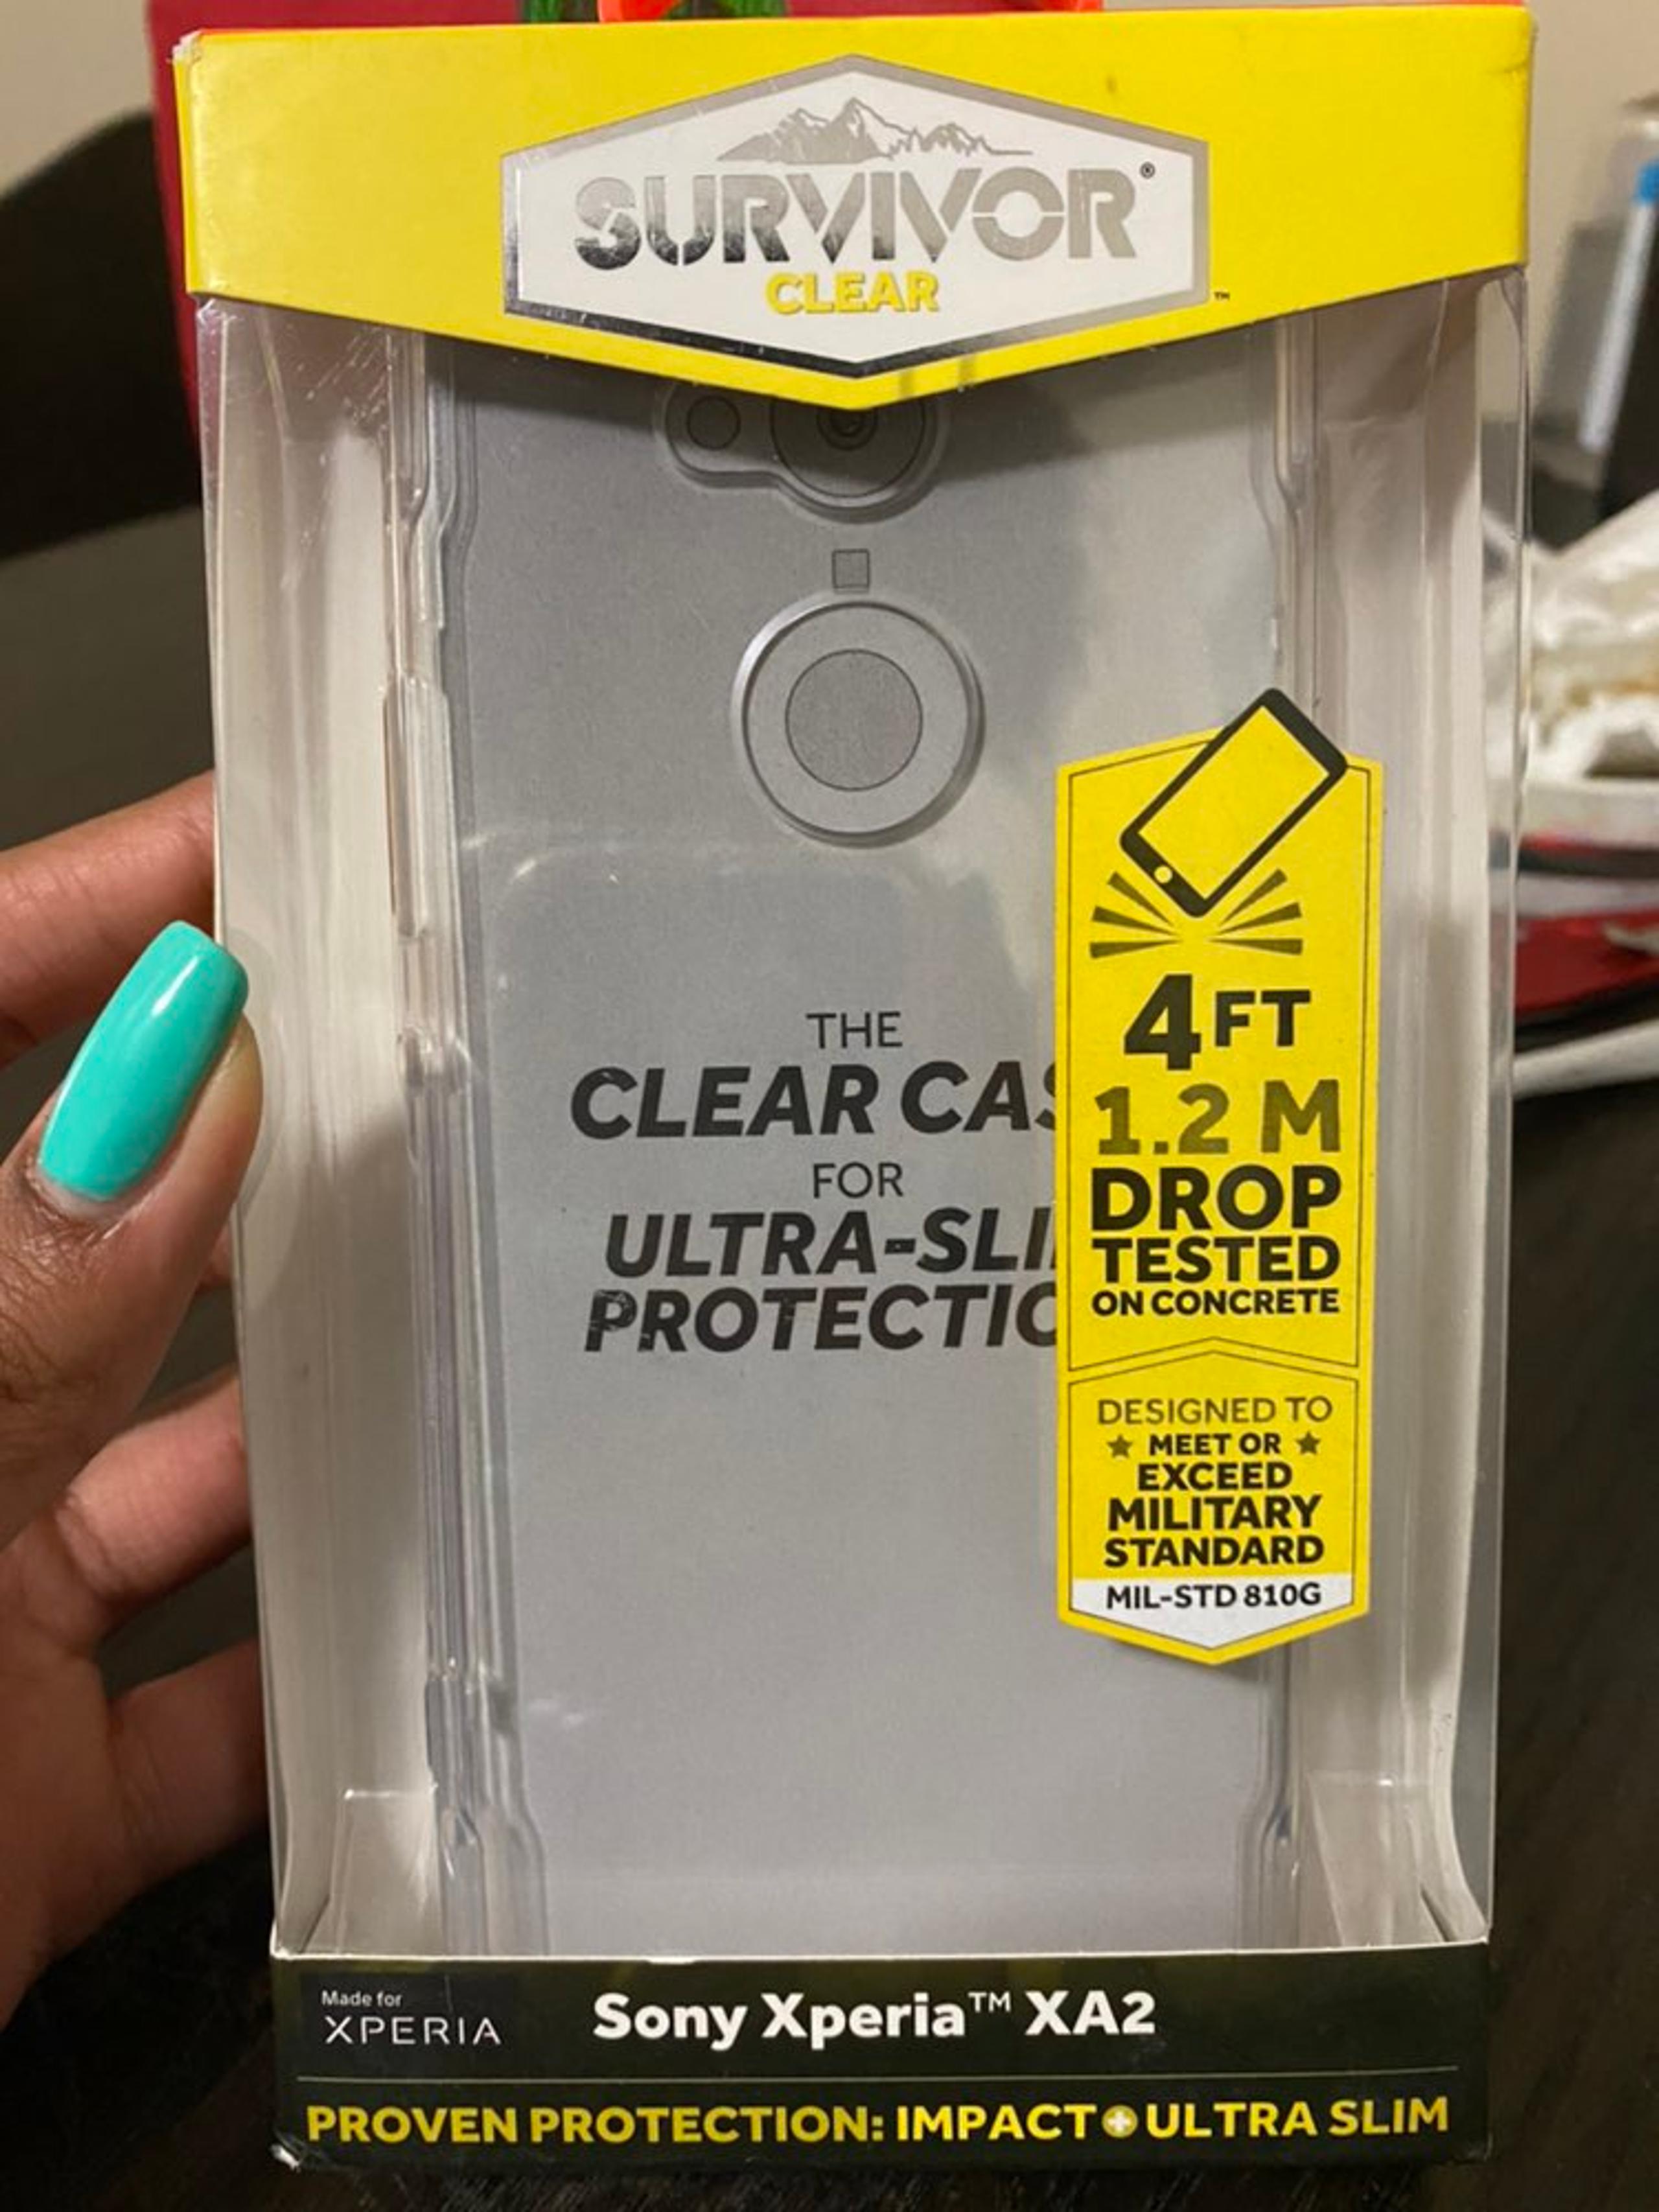 SURVIVOR®
CLEAR
™
THE
CLEAR CAS
FOR
ULTRA-SLI
PROTECTIO
4 FT
1.2 M
DROP
TESTED
ON CONCRETE
DESIGNED TO
MEET OR
EXCEED
MILITARY
STANDARD
MIL-STD 810G
Made for
XPERIA
Sony Xperia™ XA2
PROVEN PROTECTION: IMPACT + ULTRA SLIM